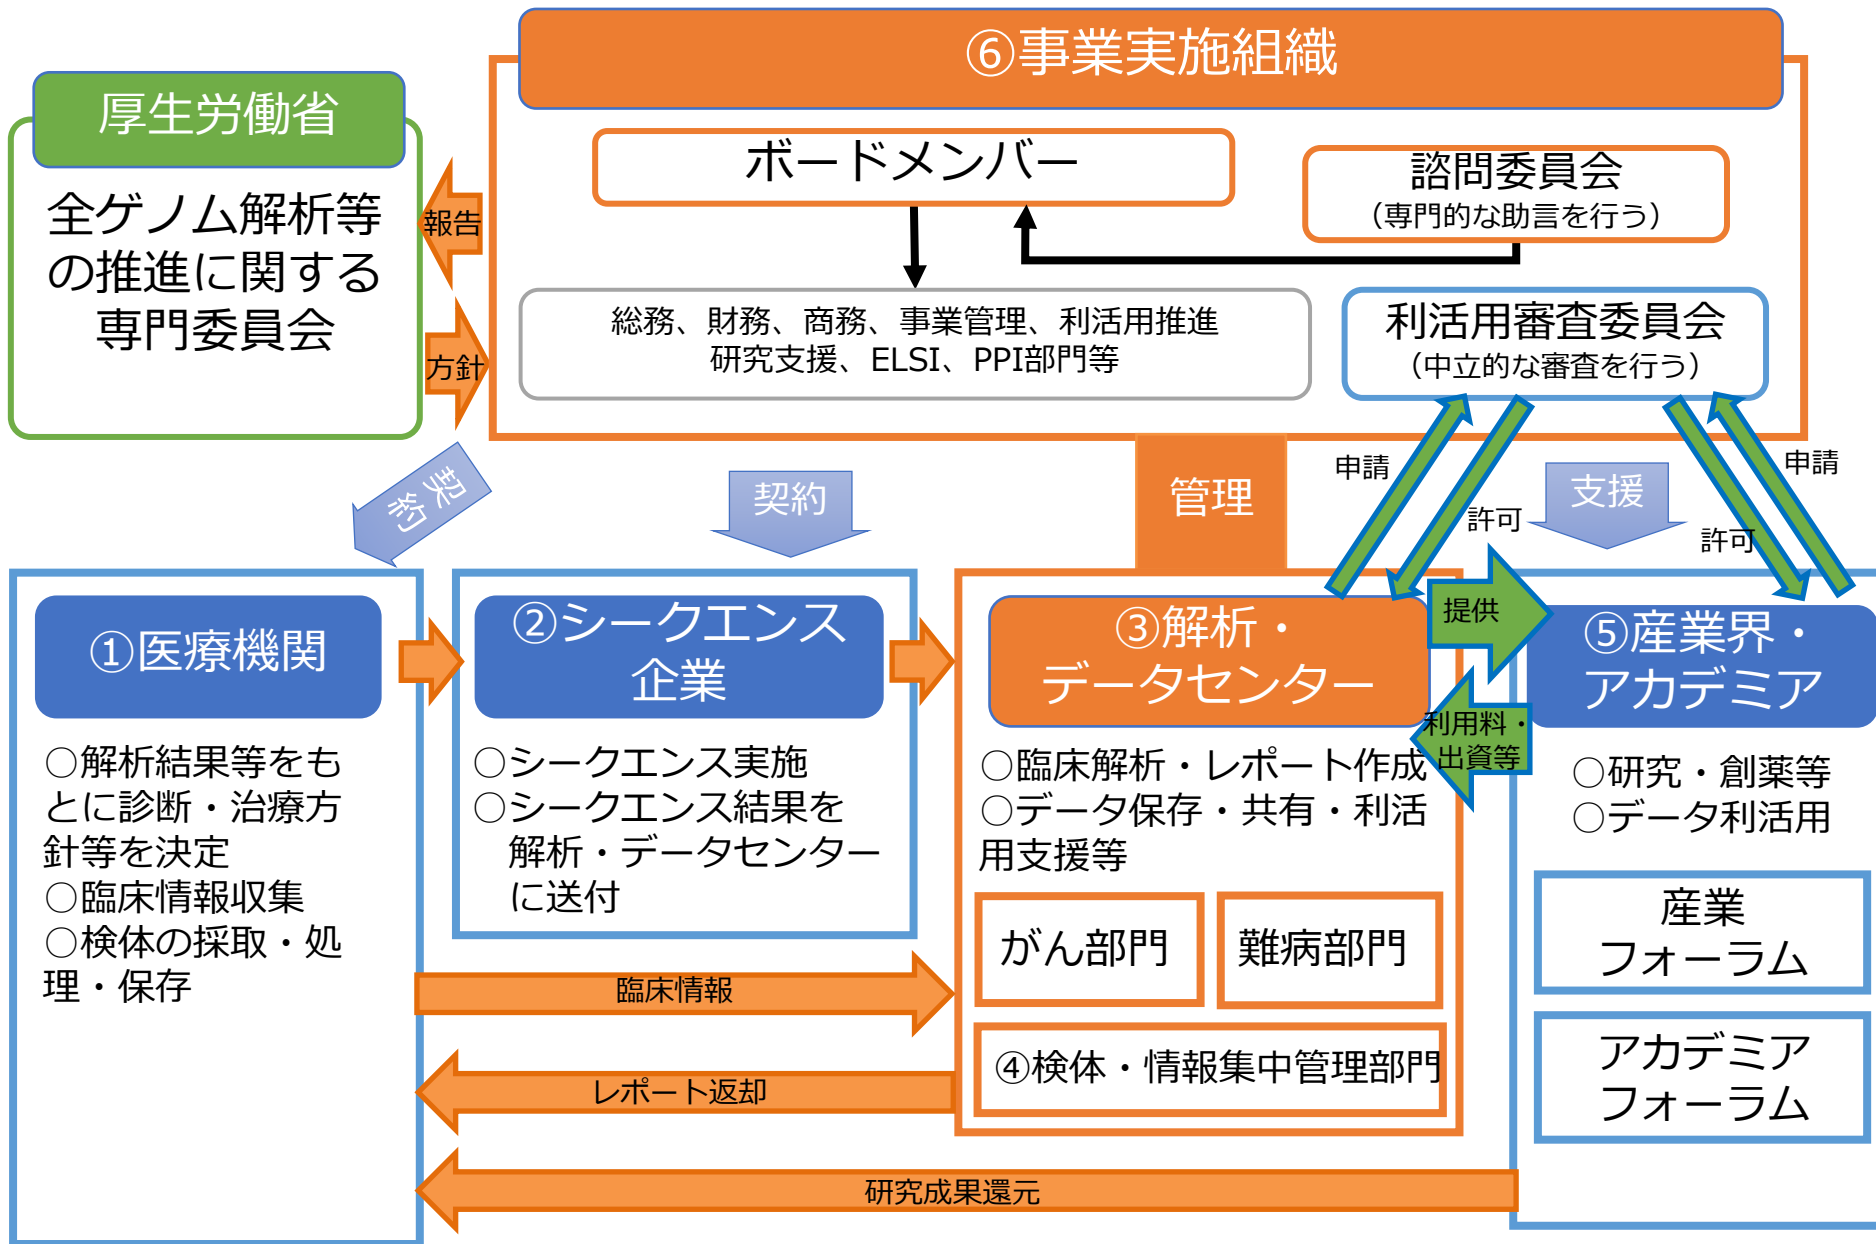 ⑥事業実施組織
厚生労働省
全ゲノム解析等
の推進に関する
専門委員会
報告
方針
ボードメンバー
諮問委員会
（専門的な助言を行う）
総務、財務、商務、事業管理、利活用推進
研究支援、ELSI、PPI部門等
利活用審査委員会
（中立的な審査を行う）
契約
契約
管理
申請
許可
支援
許可
申請
①医療機関
○解析結果等をも
とに診断・治療方
針等を決定
○臨床情報収集
○検体の採取・処
理・保存
②シークエンス
企業
○シークエンス実施
○シークエンス結果を
解析・データセンター
に送付
③解析・
データセンター
○臨床解析・レポート作成
○データ保存・共有・利活
用支援等
がん部門
難病部門
④検体・情報集中管理部門
提供
利用料・
出資等
⑤産業界・
アカデミア
○研究・創薬等
○データ利活用
産業
フォーラム
アカデミア
フォーラム
臨床情報
レポート返却
研究成果還元